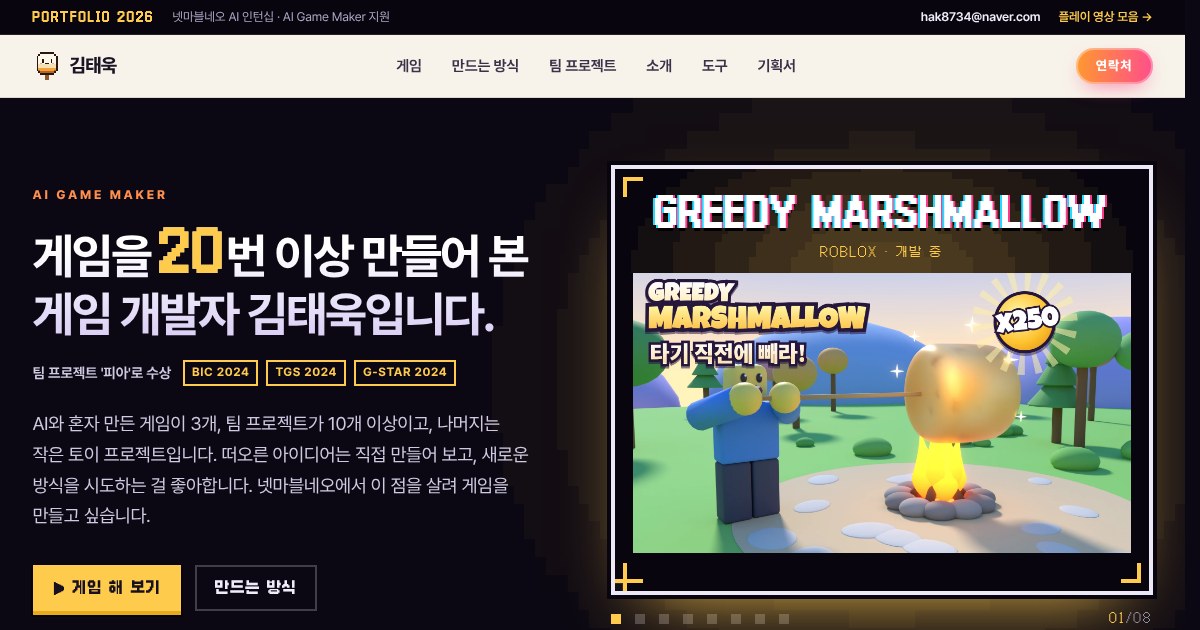 PORTFOLIO 2026
넷마블네오 AI 인턴십 · AI Game Maker 지원
hak8734@naver.com
플레이 영상 모음 →
김태욱
게임
만드는 방식
팀 프로젝트
소개
도구
기획서
연락처
AI GAME MAKER
게임을 20번 이상 만들어 본
게임 개발자 김태욱입니다.
팀 프로젝트 '피아'로 수상
BIC 2024
TGS 2024
G-STAR 2024
AI와 혼자 만든 게임이 3개, 팀 프로젝트가 10개 이상이고, 나머지는
작은 토이 프로젝트입니다. 떠오른 아이디어는 직접 만들어 보고, 새로운
방식을 시도하는 걸 좋아합니다. 넷마블네오에서 이 점을 살려 게임을
만들고 싶습니다.
▶ 게임 해 보기
만드는 방식
GREEDY MARSHMALLOW
ROBLOX · 개발 중
GREEDY
MARSHMALLOW
타기 직전에 빼라!
X250
01/08